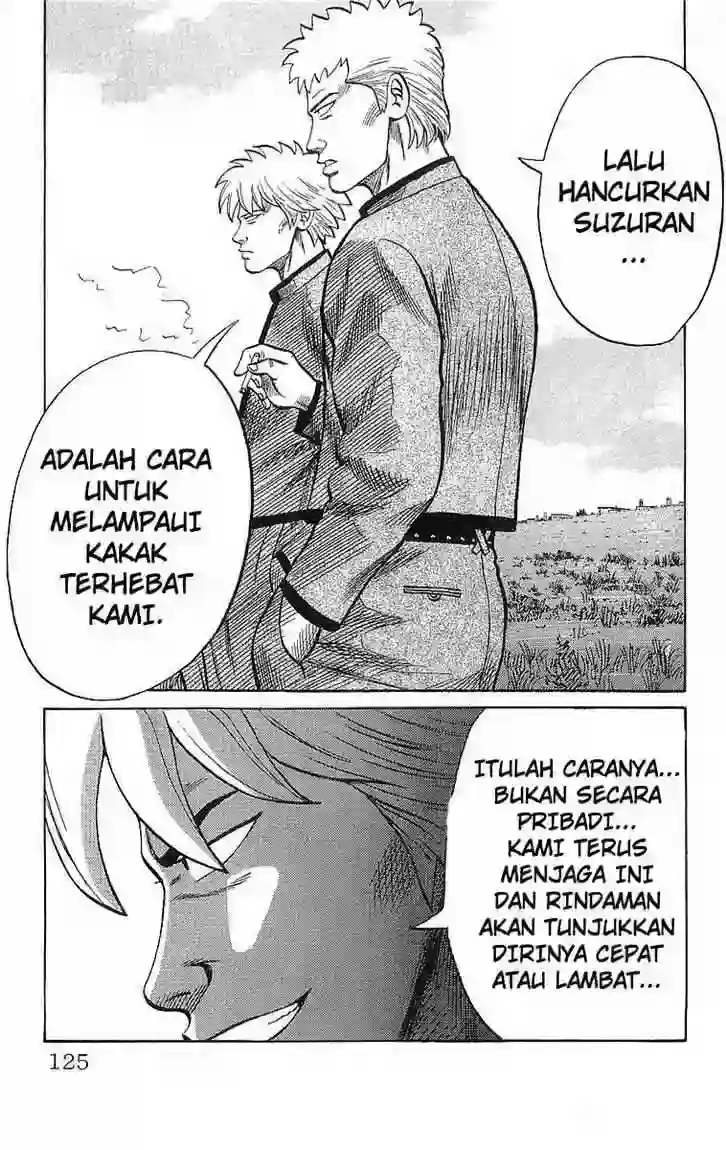 LALU
HANCURKAN
SUZURAN
...
ADALAH CARA
UNTUK
MELAMPAUI
KAKAK
TERHEBAT
KAMI.
ITULAH CARANYA...
BUKAN SECARA
PRIBADI...
KAMI TERUS
MENJAGA INI
DAN RINDAMAN
AKAN TUNJUKKAN
DIRINYA CEPAT
ATAU LAMBAT...
125